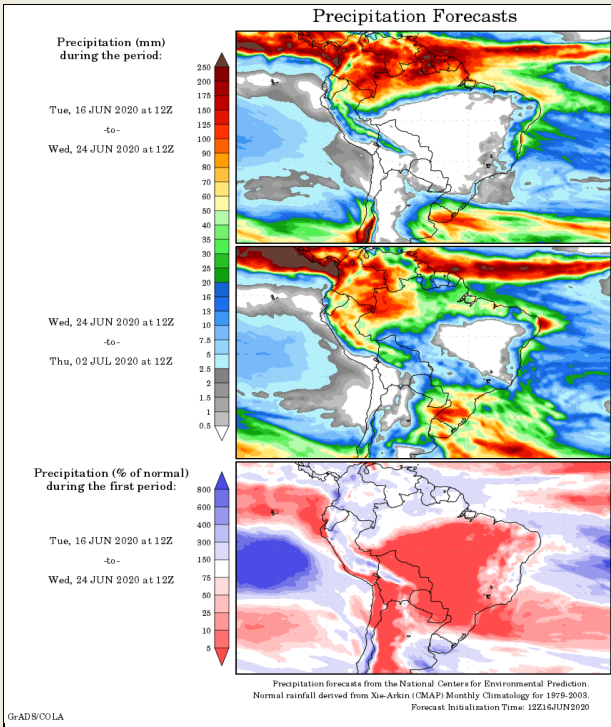 Precipitation Forecasts
Precipitation (mm)
during the period:
Tue, 16 JUN 2020 at 12Z
-to-
Wed, 24 JUN 2020 at 12Z
250
200
175
150
125
100
90
80
70
60
50
40
35
30
25
20
16
13
10
7.5
5
2.5
2
1.5
1
0.5
Wed, 24 JUN 2020 at 12Z
-to-
Thu, 02 JUL 2020 at 12Z
Precipitation (% of normal)
during the first period:
Tue, 16 JUN 2020 at 12Z
-to-
Wed, 24 JUN 2020 at 12Z
800
600
400
300
150
75
50
25
10
5
Precipitation forecasts from the National Centers for Environmental Prediction.
Normal rainfall derived from Xie-Arkin (CMAP) Monthly Climatology for 1979-2003.
Forecast Initialization Time: 12Z16JUN2020
GrADS/COLA